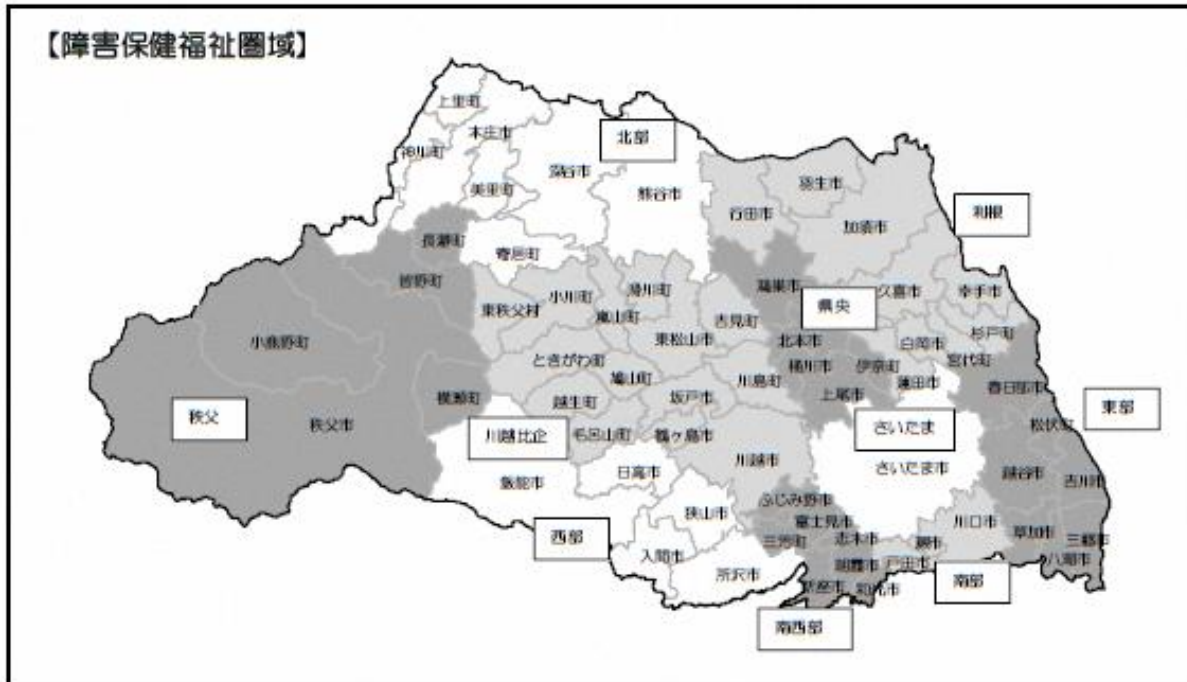 【障害保健福祉圏域】
上里町
本庄市
北部
神川町
深谷市
美里町
熊谷市
羽生市
行田市
利根
加須市
長瀞町
寄居町
皆野町
鴻巣市
久喜市
幸手市
県央
小川町
滑川町
東秩父村
嵐山町
吉見町
東松山市
北本市
白岡市
杉戸町
小鹿野町
ときがわ町
桶川市
伊奈町
宮代町
鳩山町
川島町
蓮田市
春日部市
横瀬町
越生町
坂戸市
上尾市
秩父
秩父市
川越比企
毛呂山町
鶴ヶ島市
さいたま
松伏町
東部
川越市
さいたま市
飯能市
日高市
越谷市
吉川市
ふじみ野市
狭山市
富士見市
川口市
西部
三芳町
志木市
蕨市
草加市
三郷市
入間市
朝霞市
戸田市
八潮市
所沢市
新座市
和光市
南部
南西部